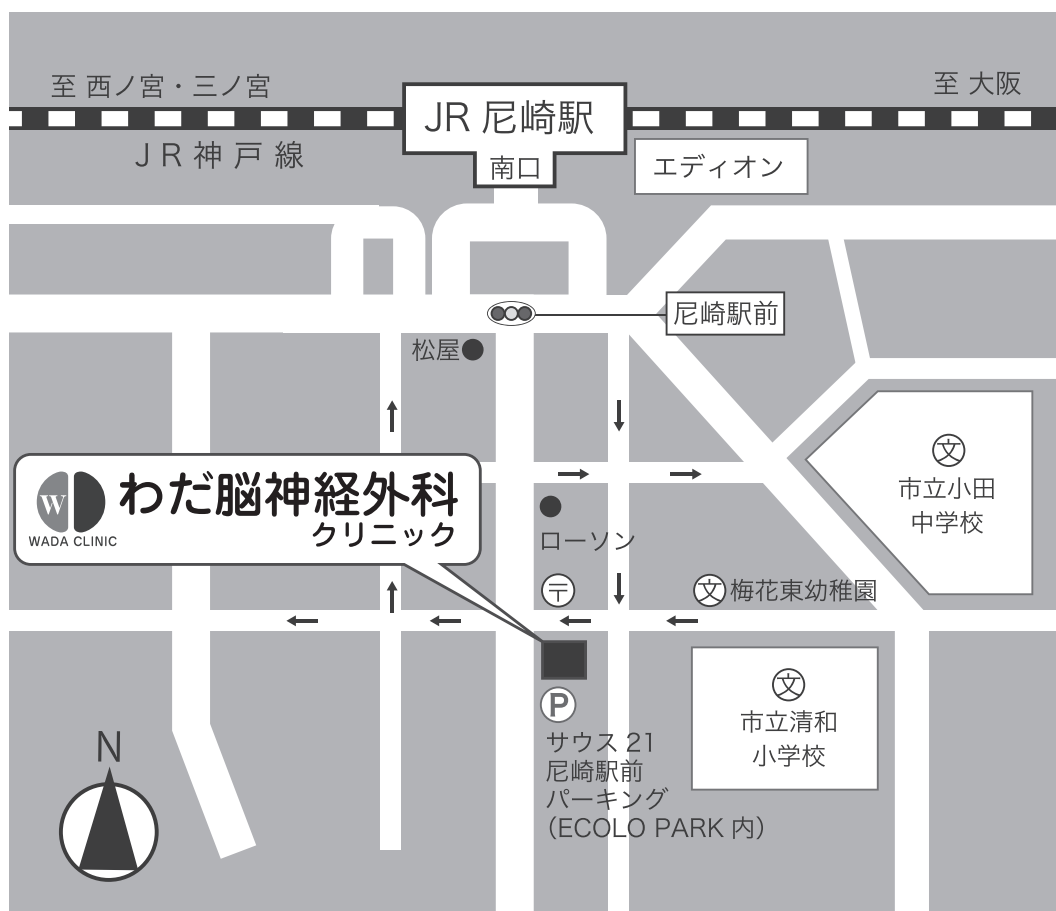 至 西ノ宮・三ノ宮
至 大阪
JR 尼崎駅
南口
JR神戸線
エディオン
尼崎駅前
松屋
文
市立小田
中学校
W
わだ脳神経外科
クリニック
WADA CLINIC
ローソン
〒
文 梅花東幼稚園
文
市立清和
小学校
P
サウス 21
尼崎駅前
パーキング
（ECOLO PARK 内）
N